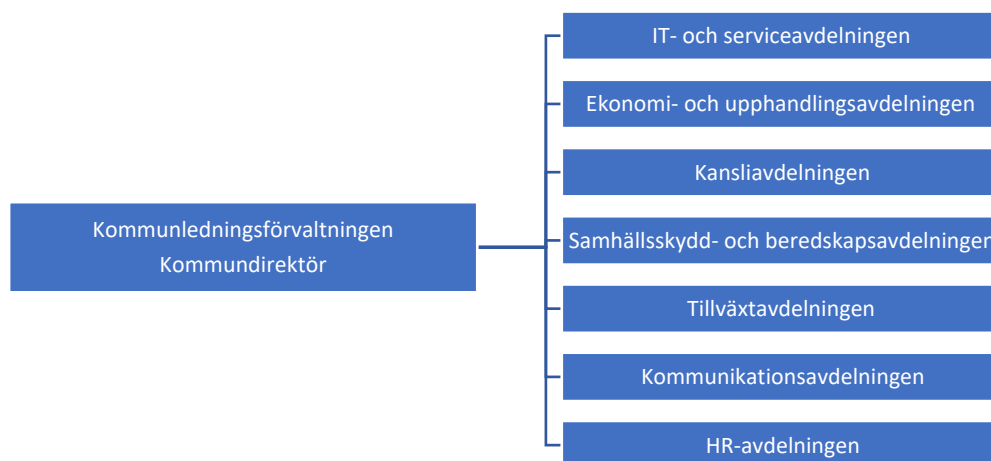 Kommunledningsförvaltningen
Kommundirektör
IT- och serviceavdelningen
Ekonomi- och upphandlingsavdelningen
Kansliavdelningen
Samhällsskydd- och beredskapsavdelningen
Tillväxtavdelningen
Kommunikationsavdelningen
HR-avdelningen